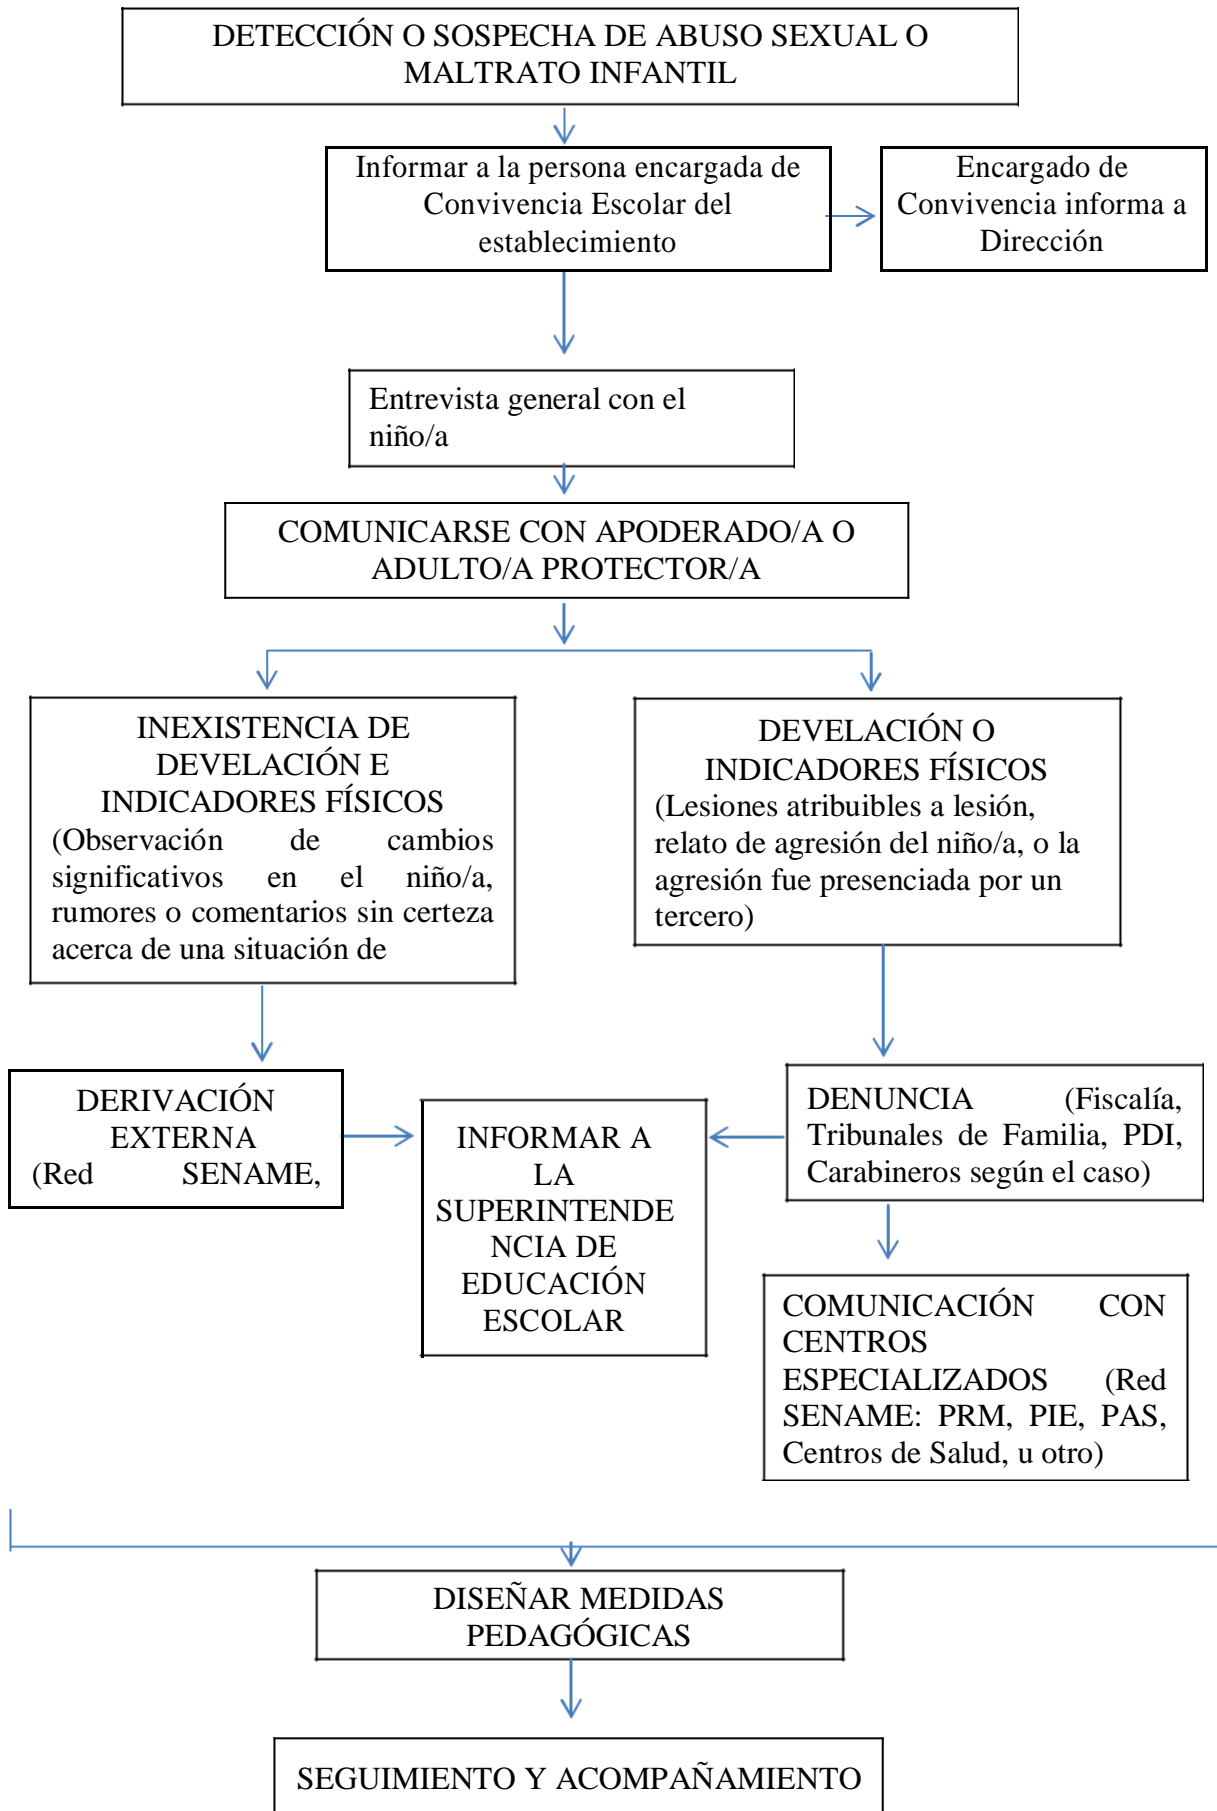 DETECCIÓN O SOSPECHA DE ABUSO SEXUAL O
MALTRATO INFANTIL
Informar a la persona encargada de
Convivencia Escolar del
establecimiento
Encargado de
Convivencia informa a
Dirección
Entrevista general con el
niño/a
COMUNICARSE CON APODERADO/A O
ADULTO/A PROTECTOR/A
INEXISTENCIA DE
DEVELACIÓN E
INDICADORES FÍSICOS
(Observación de cambios
significativos en el niño/a,
rumores o comentarios sin certeza
acerca de una situación de
DEVELACIÓN O
INDICADORES FÍSICOS
(Lesiones atribuibles a lesión,
relato de agresión del niño/a, o la
agresión fue presenciada por un
tercero)
DERIVACIÓN
EXTERNA
(Red SENAME,
INFORMAR A
LA
SUPERINTENDE
NCIA DE
EDUCACIÓN
ESCOLAR
DENUNCIA (Fiscalía,
Tribunales de Familia, PDI,
Carabineros según el caso)
COMUNICACIÓN CON
CENTROS
ESPECIALIZADOS (Red
SENAME: PRM, PIE, PAS,
Centros de Salud, u otro)
DISEÑAR MEDIDAS
PEDAGÓGICAS
SEGUIMIENTO Y ACOMPAÑAMIENTO